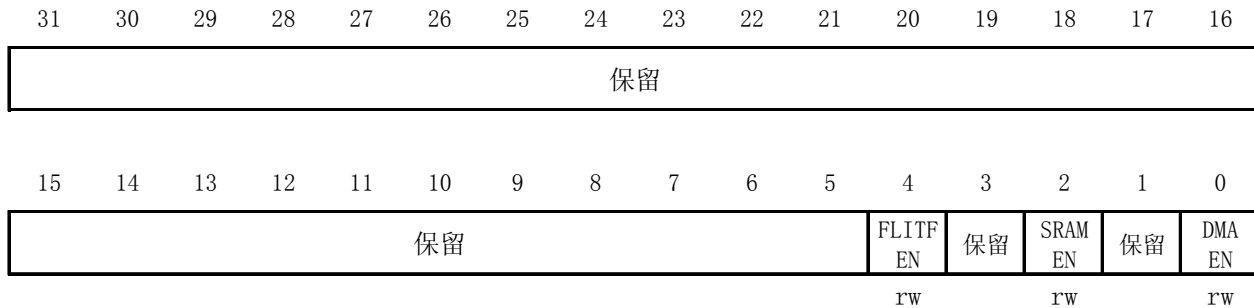 31 30 29 28 27 26 25 24 23 22 21 20 19 18 17 16
保留
15 14 13 12 11 10 9 8 7 6 5 4 3 2 1 0
保留 FLITF EN 保留 SRAM EN 保留 DMA EN
rw rw rw